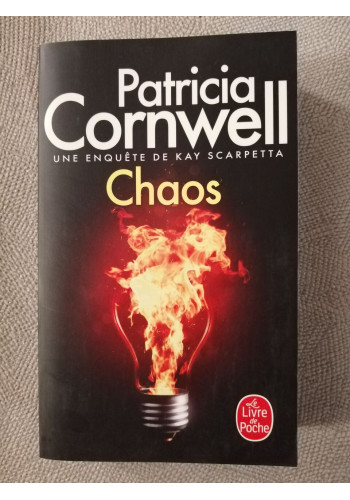 Patricia
Cornwell
UNE ENQUÊTE DE KAY SCARPETTA
Chaos
Le
Livre
de
Poche